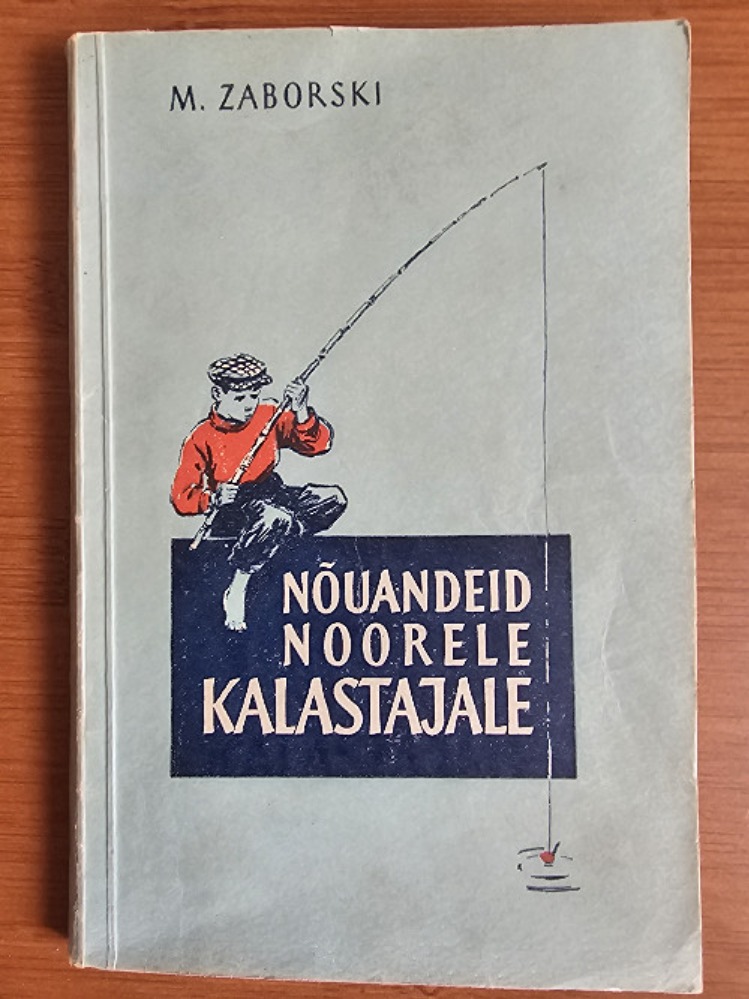 M. ZABORSKI
NÕUANDEID
NOORELE
KALASTAJALE